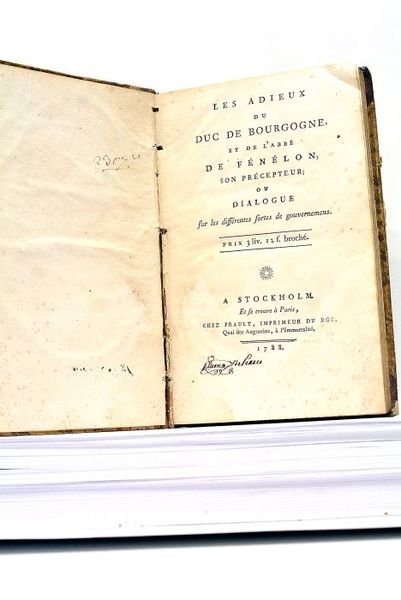 LES ADIEUX
DU
DUC DE BOURGOGNE,
ET DE L'ABBÉ
DE FÉNÉLON,
SON PRÉCEPTEUR;
OU
DIALOGUE
sur les différentes sortes de gouvernemens.
PRIX 3 liv. 12 s. broché.
A STOCKHOLM.
Et se trouve à Paris,
CHEZ PRAULT, IMPRIMEUR DU ROI,
Quai des Augustins, à l'Immortalité.
1788.